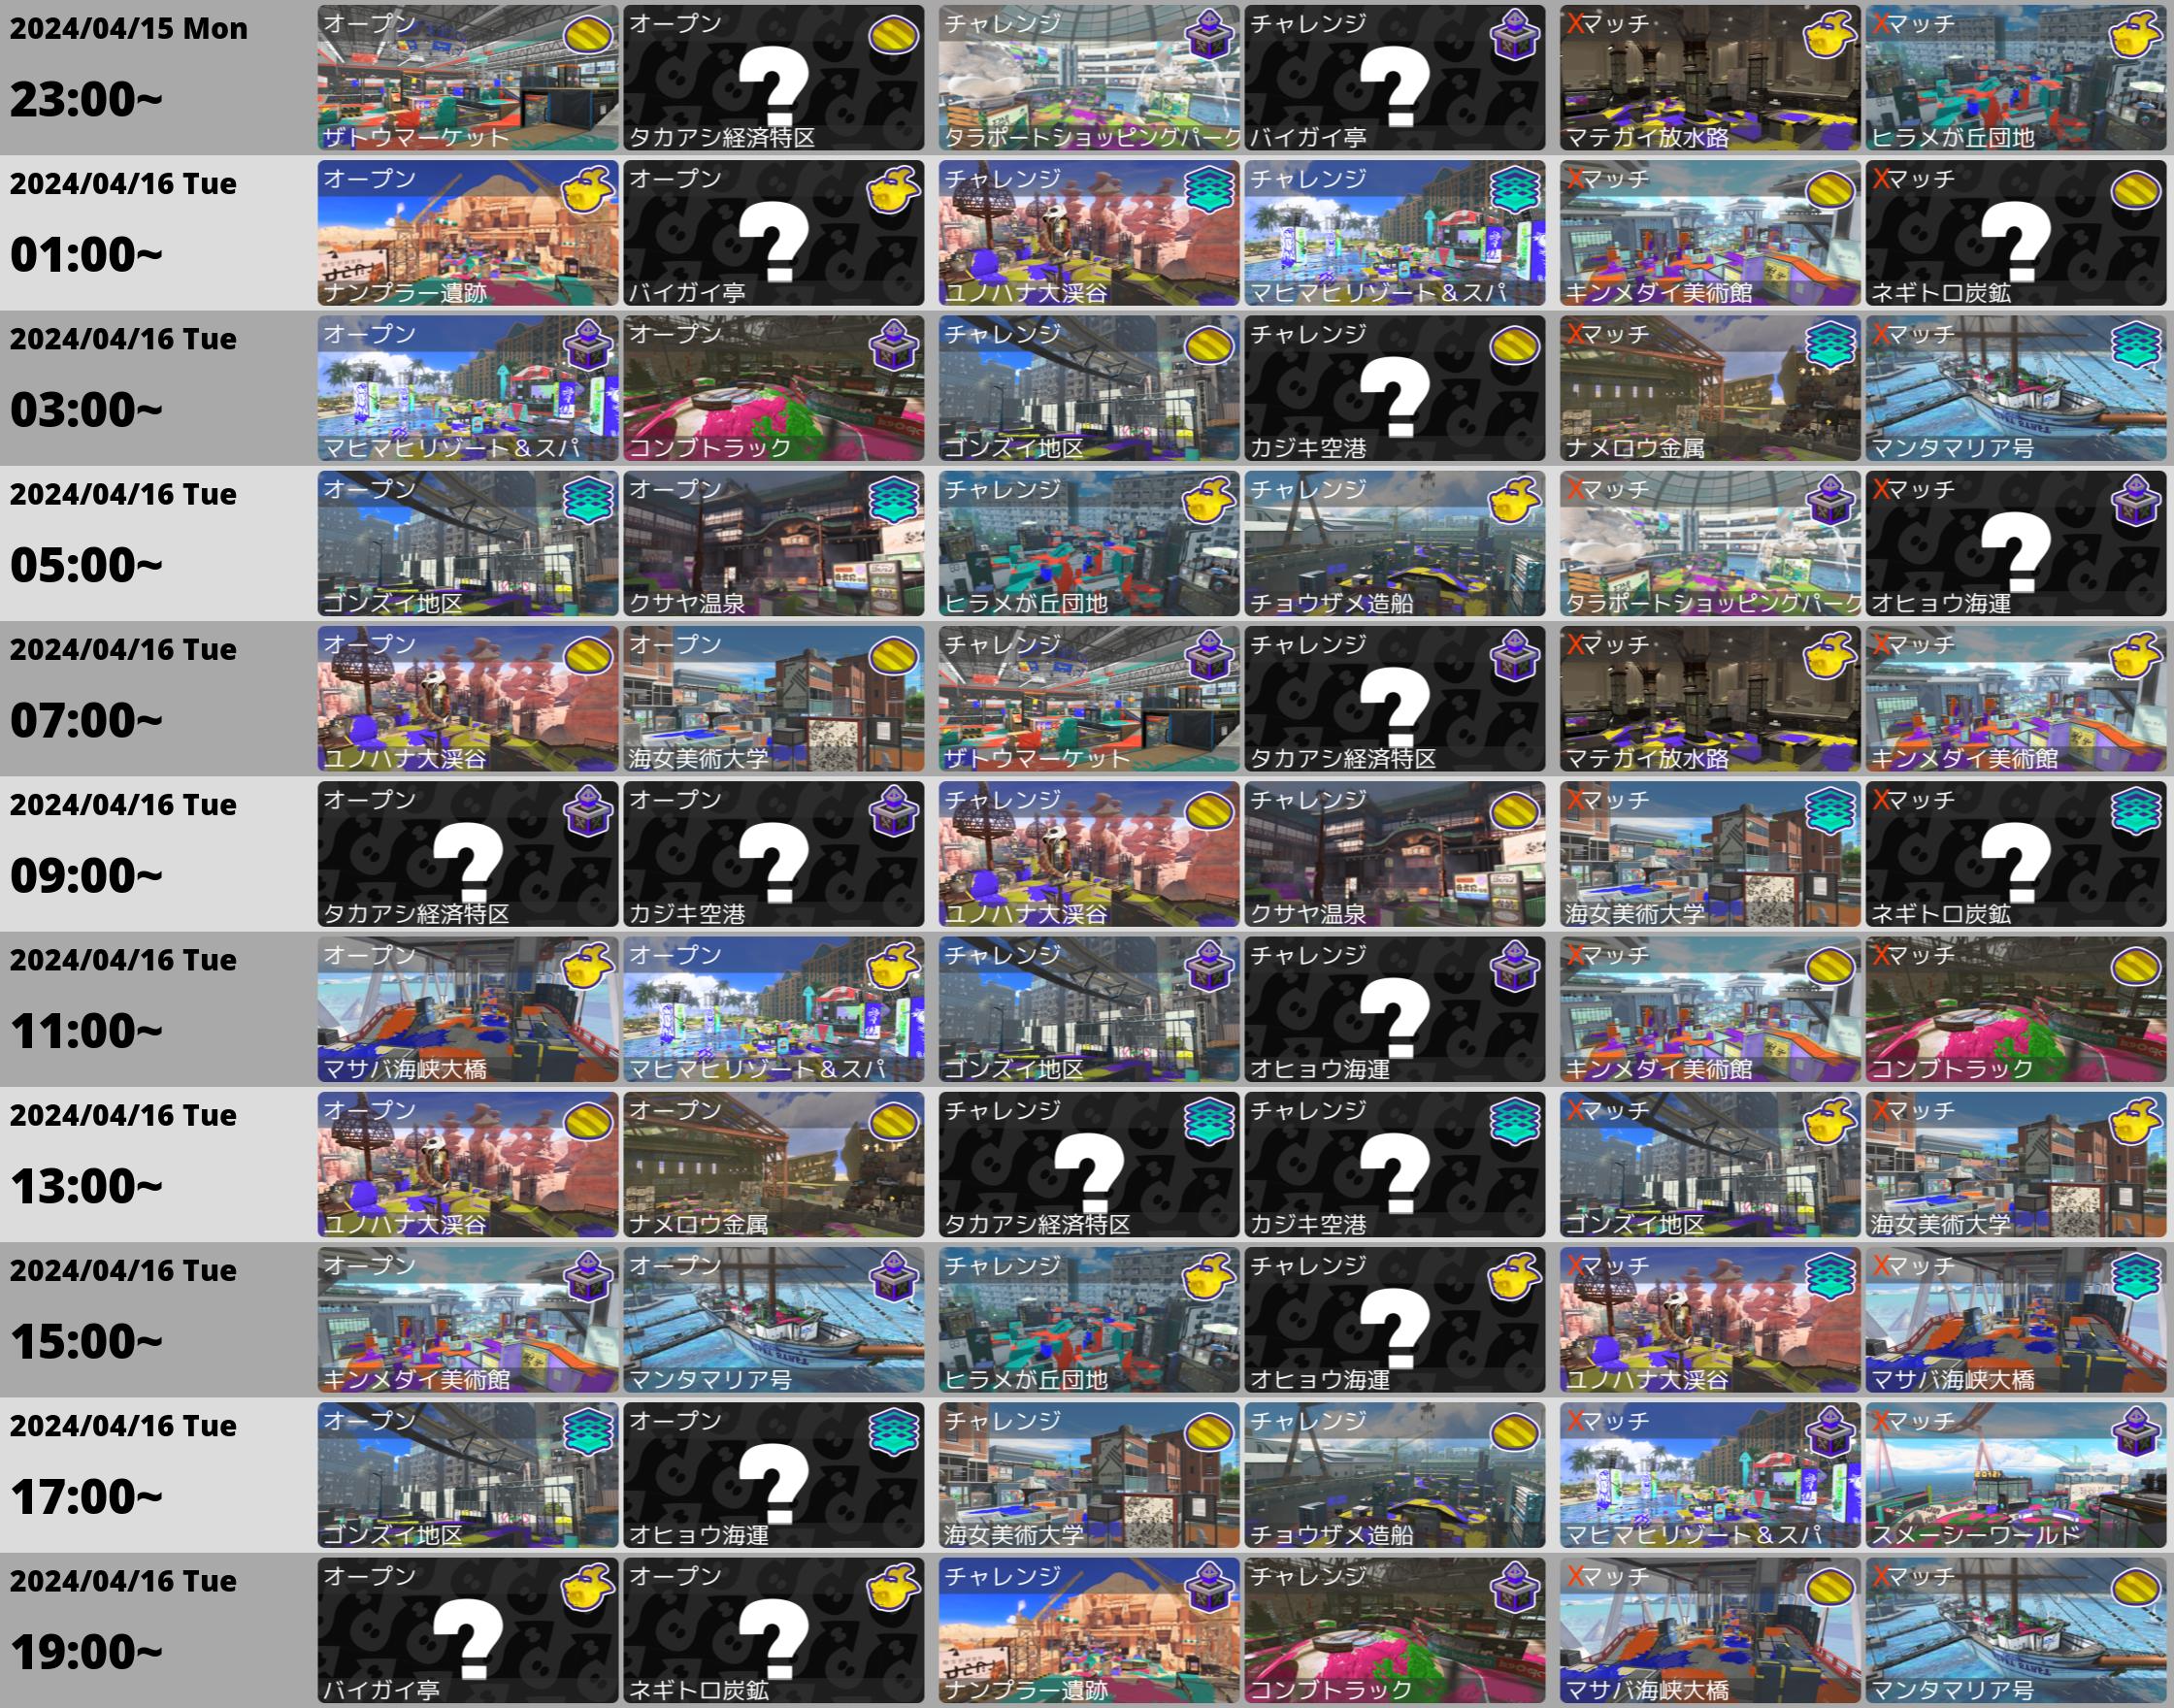 2024/04/15 Mon
23:00~
オープン
ザトウマーケット
オープン
タカアシ経済特区
チャレンジ
タラポートショッピングパーク
チャレンジ
バイガイ亭
Xマッチ
マテガイ放水路
Xマッチ
ヒラメが丘団地
2024/04/16 Tue
01:00~
オープン
ナンプラー遺跡
オープン
バイガイ亭
チャレンジ
ユノハナ大渓谷
チャレンジ
マヒマヒリゾート&スパ
Xマッチ
キンメダイ美術館
Xマッチ
ネギトロ炭鉱
2024/04/16 Tue
03:00~
オープン
マヒマヒリゾート&スパ
オープン
コンブトラック
チャレンジ
ゴンズイ地区
チャレンジ
カジキ空港
Xマッチ
ナメロウ金属
Xマッチ
マンタマリア号
2024/04/16 Tue
05:00~
オープン
ゴンズイ地区
オープン
クサヤ温泉
チャレンジ
ヒラメが丘団地
チャレンジ
チョウザメ造船
Xマッチ
タラポートショッピングパーク
Xマッチ
オヒョウ海運
2024/04/16 Tue
07:00~
オープン
ユノハナ大渓谷
オープン
海女美術大学
チャレンジ
ザトウマーケット
チャレンジ
タカアシ経済特区
Xマッチ
マテガイ放水路
Xマッチ
キンメダイ美術館
2024/04/16 Tue
09:00~
オープン
タカアシ経済特区
オープン
カジキ空港
チャレンジ
ユノハナ大渓谷
チャレンジ
クサヤ温泉
Xマッチ
海女美術大学
Xマッチ
ネギトロ炭鉱
2024/04/16 Tue
11:00~
オープン
マサバ海峡大橋
オープン
マヒマヒリゾート&スパ
チャレンジ
ゴンズイ地区
チャレンジ
オヒョウ海運
Xマッチ
キンメダイ美術館
Xマッチ
コンブトラック
2024/04/16 Tue
13:00~
オープン
ユノハナ大渓谷
オープン
ナメロウ金属
チャレンジ
タカアシ経済特区
チャレンジ
カジキ空港
Xマッチ
ゴンズイ地区
Xマッチ
海女美術大学
2024/04/16 Tue
15:00~
オープン
キンメダイ美術館
オープン
マンタマリア号
チャレンジ
ヒラメが丘団地
チャレンジ
オヒョウ海運
Xマッチ
ユノハナ大渓谷
Xマッチ
マサバ海峡大橋
2024/04/16 Tue
17:00~
オープン
ゴンズイ地区
オープン
オヒョウ海運
チャレンジ
海女美術大学
チャレンジ
チョウザメ造船
Xマッチ
マヒマヒリゾート&スパ
Xマッチ
スメーシーワールド
2024/04/16 Tue
19:00~
オープン
バイガイ亭
オープン
ネギトロ炭鉱
チャレンジ
ナンプラー遺跡
チャレンジ
コンブトラック
Xマッチ
マサバ海峡大橋
Xマッチ
マンタマリア号